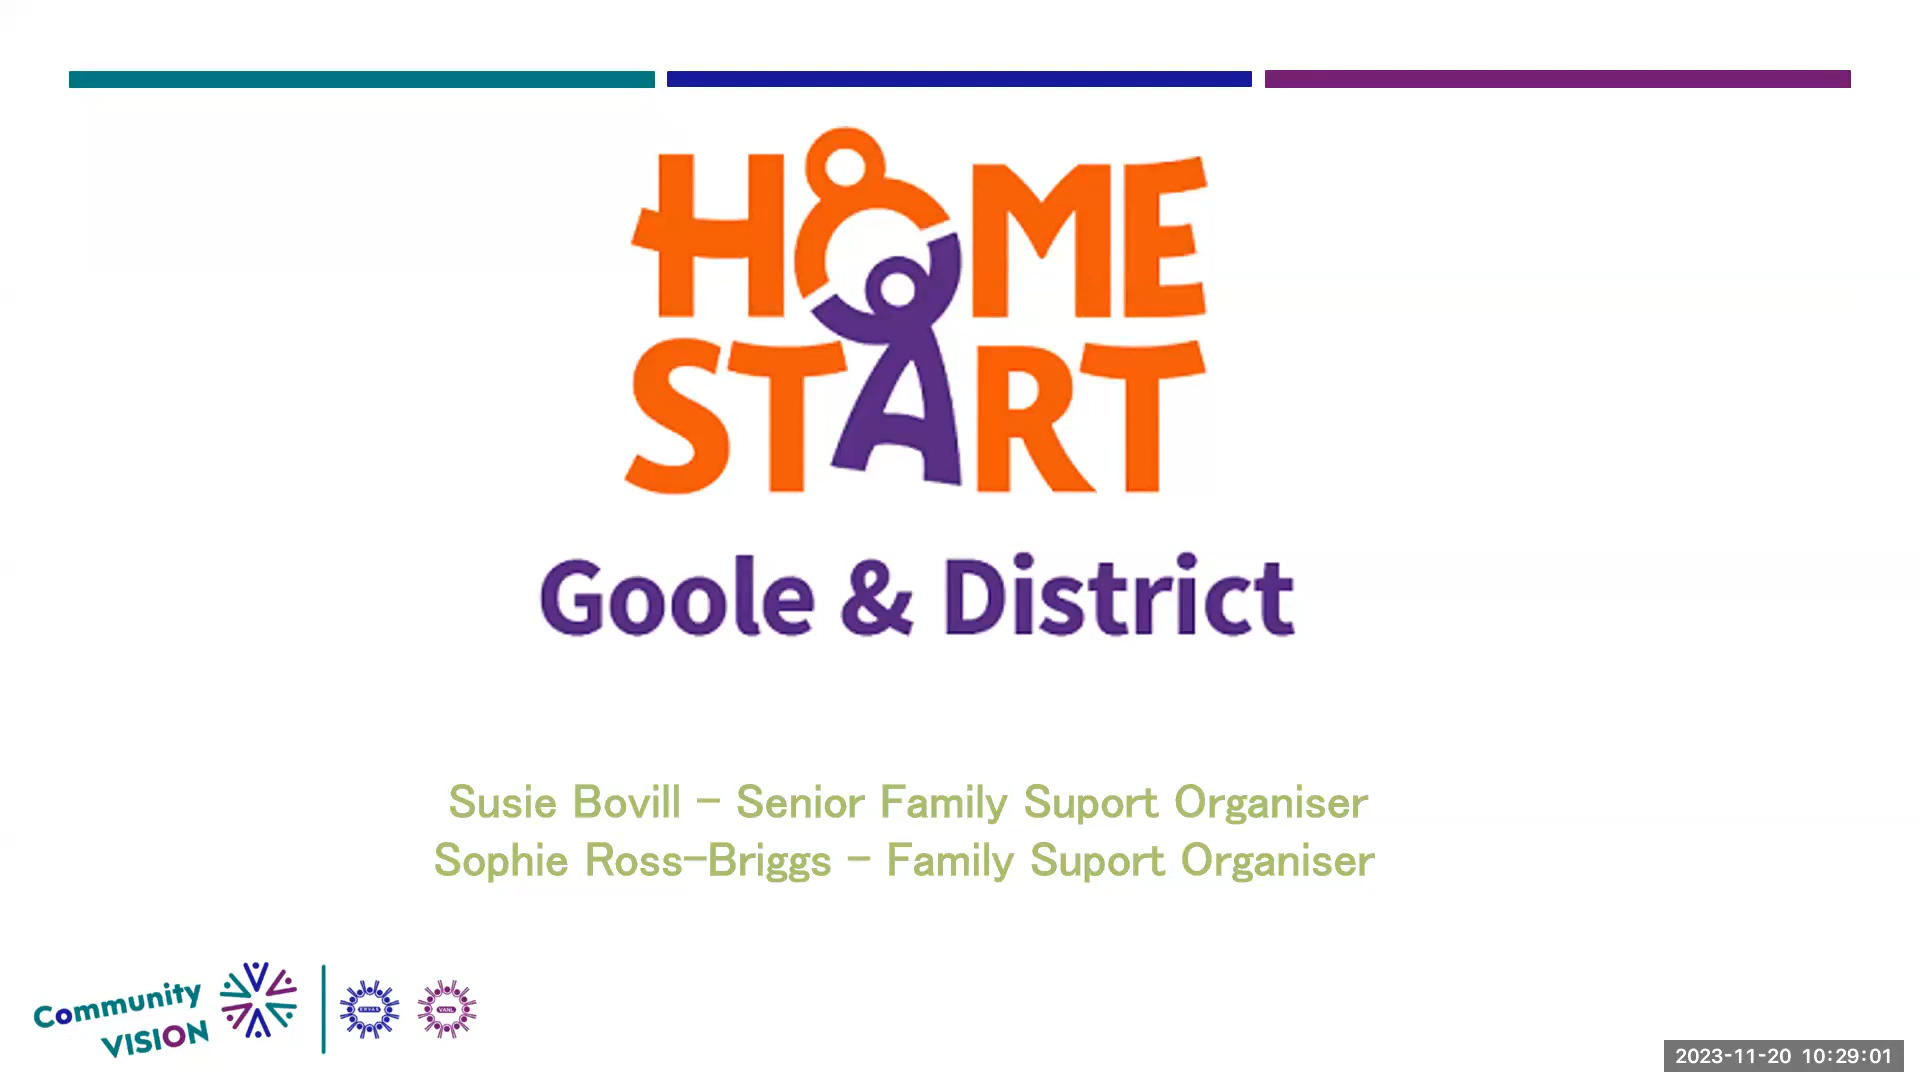 HOME
START
Goole & District
Susie Bovill - Senior Family Suport Organiser
Sophie Ross-Briggs - Family Suport Organiser
Community
VISION
VANL
2023-11-20 10:29:01